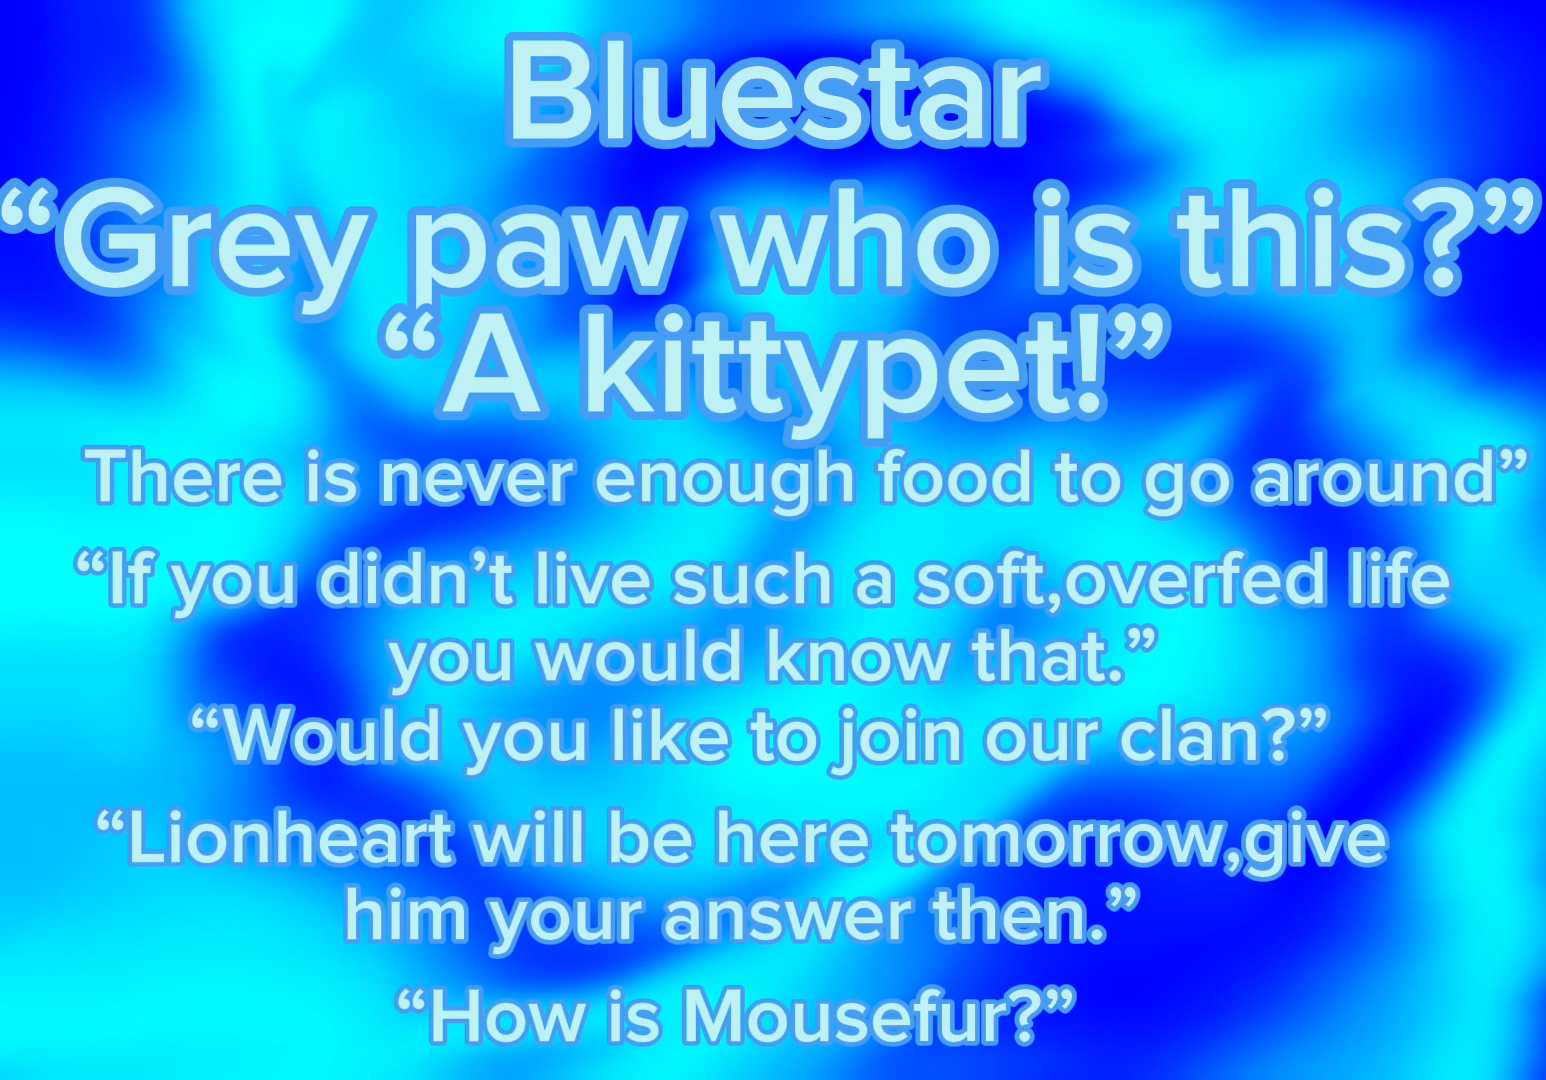 Bluestar
“Grey paw who is this?”
“A kittypet!”
There is never enough food to go around”
“If you didn’t live such a soft,overfed life
you would know that.”
“Would you like to join our clan?”
“Lionheart will be here tomorrow,give
him your answer then.”
“How is Mousefur?”